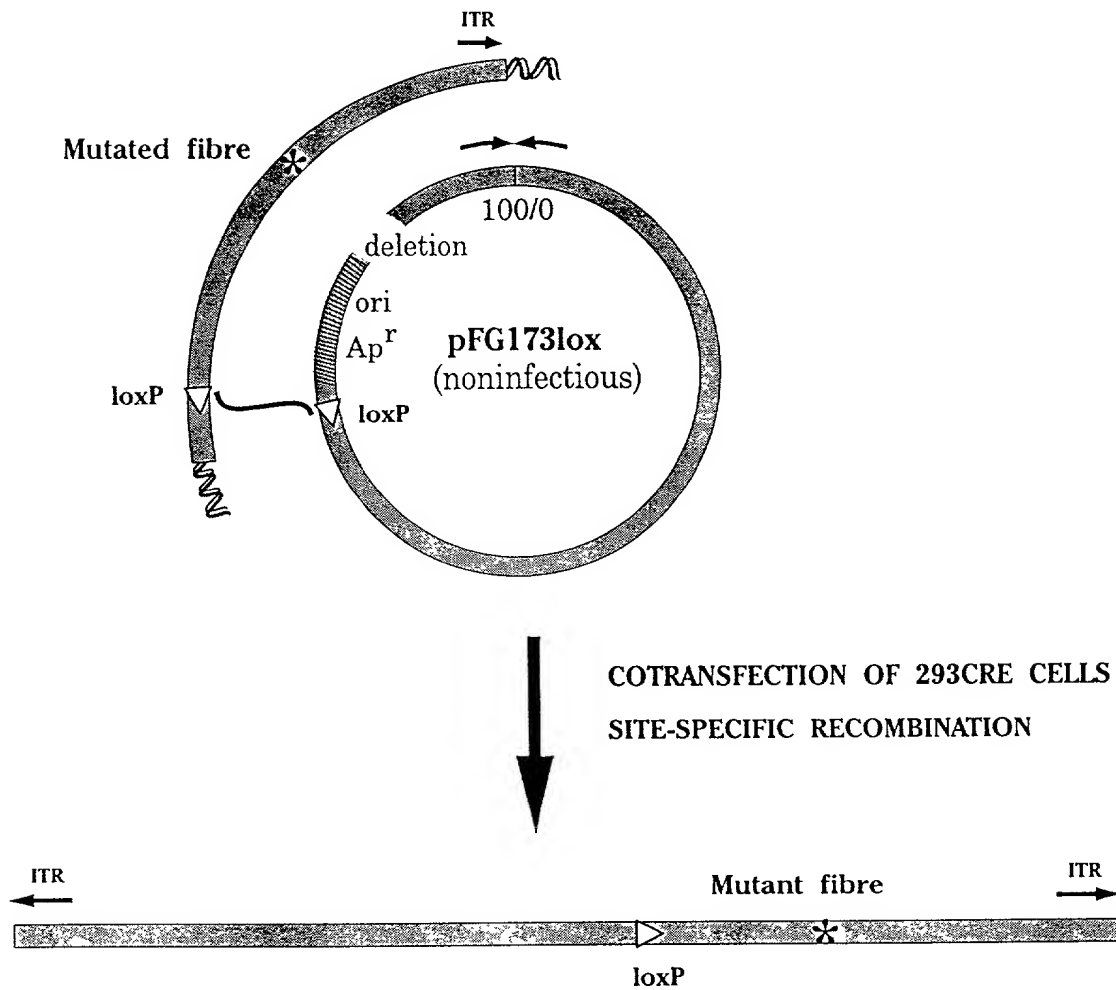 ITR
Mutated fibre
100/0
deletion
ori
Apʳ
pFG173lox
(noninfectious)
loxP
loxP
COTRANSFECTION OF 293CRE CELLS
SITE-SPECIFIC RECOMBINATION
ITR
Mutant fibre
ITR
loxP